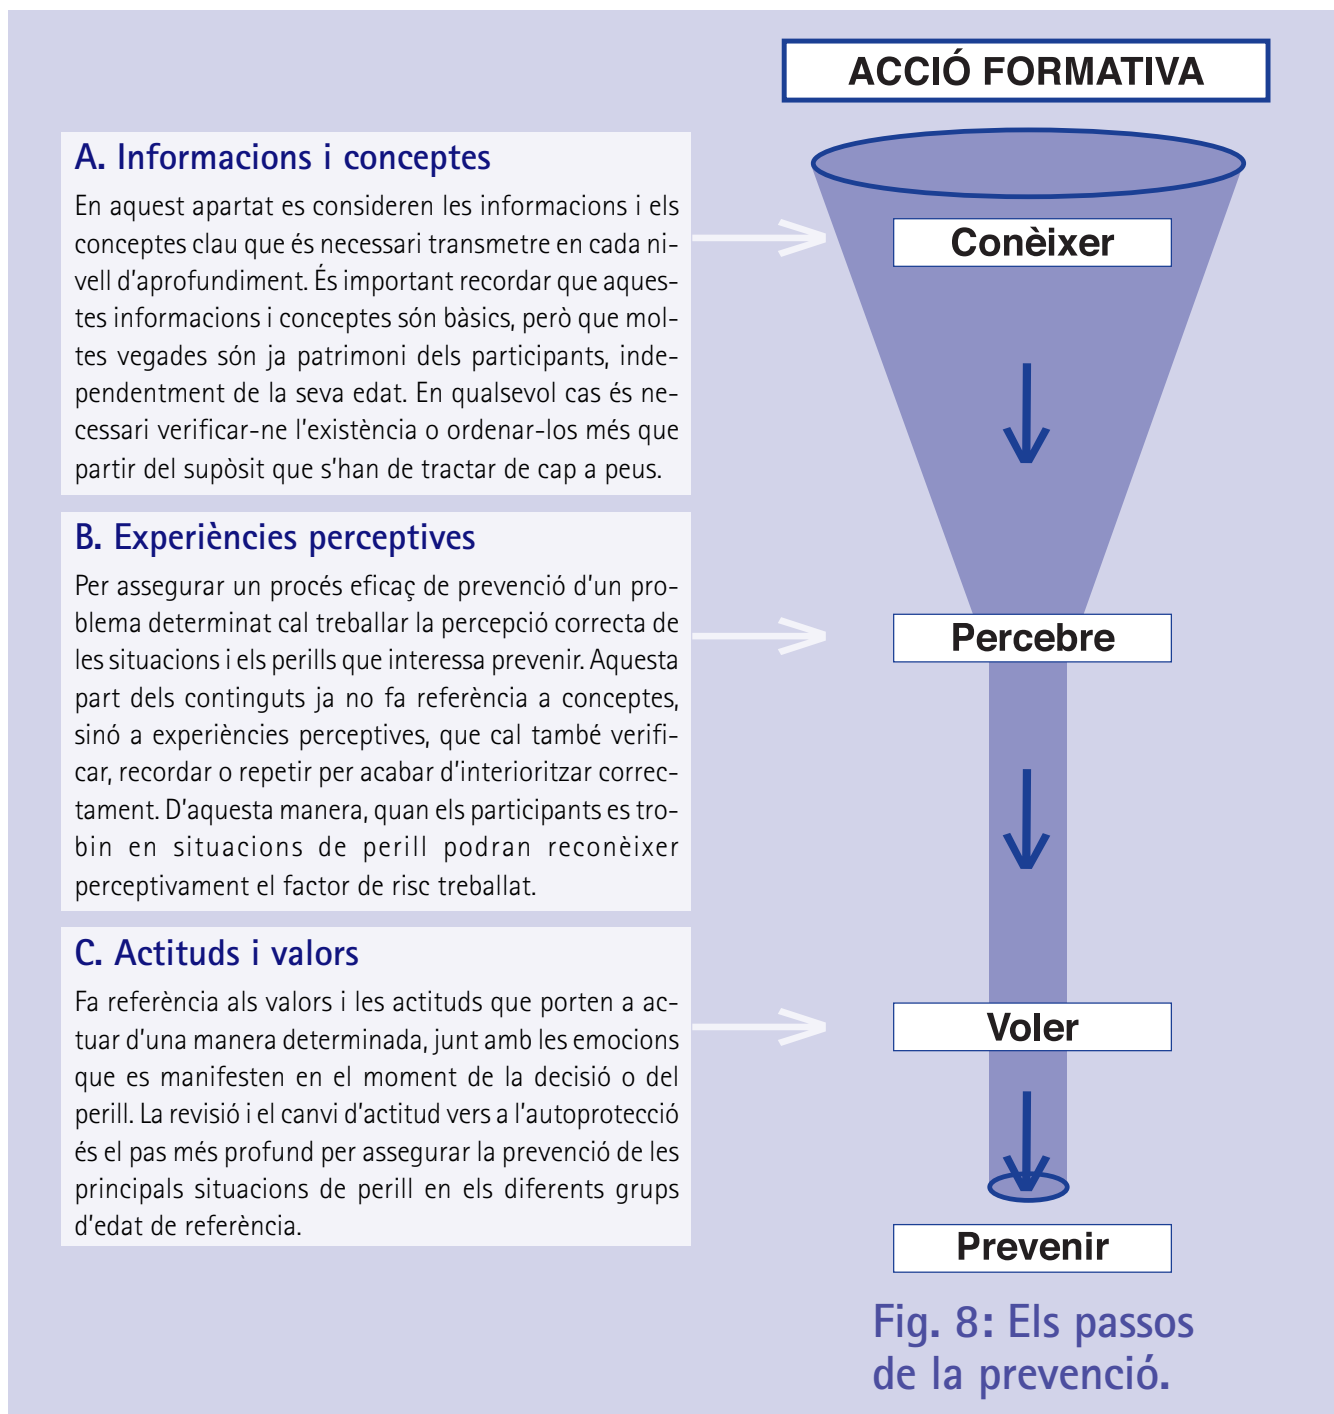 ACCIÓ FORMATIVA
A. Informacions i conceptes
En aquest apartat es consideren les informacions i els
conceptes clau que és necessari transmetre en cada ni-
vell d'aprofundiment. És important recordar que aques-
tes informacions i conceptes són bàsics, però que mol-
tes vegades són ja patrimoni dels participants, inde-
pendentment de la seva edat. En qualsevol cas és ne-
cessari verificar-ne l'existència o ordenar-los més que
partir del supòsit que s'han de tractar de cap a peus.
Conèixer
B. Experiències perceptives
Per assegurar un procés eficaç de prevenció d'un pro-
blema determinat cal treballar la percepció correcta de
les situacions i els perills que interessa prevenir. Aquesta
part dels continguts ja no fa referència a conceptes,
sinó a experiències perceptives, que cal també verifi-
car, recordar o repetir per acabar d'interioritzar correc-
tament. D'aquesta manera, quan els participants es tro-
bin en situacions de perill podran reconèixer
perceptivament el factor de risc treballat.
Percebre
C. Actituds i valors
Fa referència als valors i les actituds que porten a ac-
tuar d'una manera determinada, junt amb les emocions
que es manifesten en el moment de la decisió o del
perill. La revisió i el canvi d'actitud vers a l'autoprotecció
és el pas més profund per assegurar la prevenció de les
principals situacions de perill en els diferents grups
d'edat de referència.
Voler
Prevenir
Fig. 8: Els passos
de la prevenció.